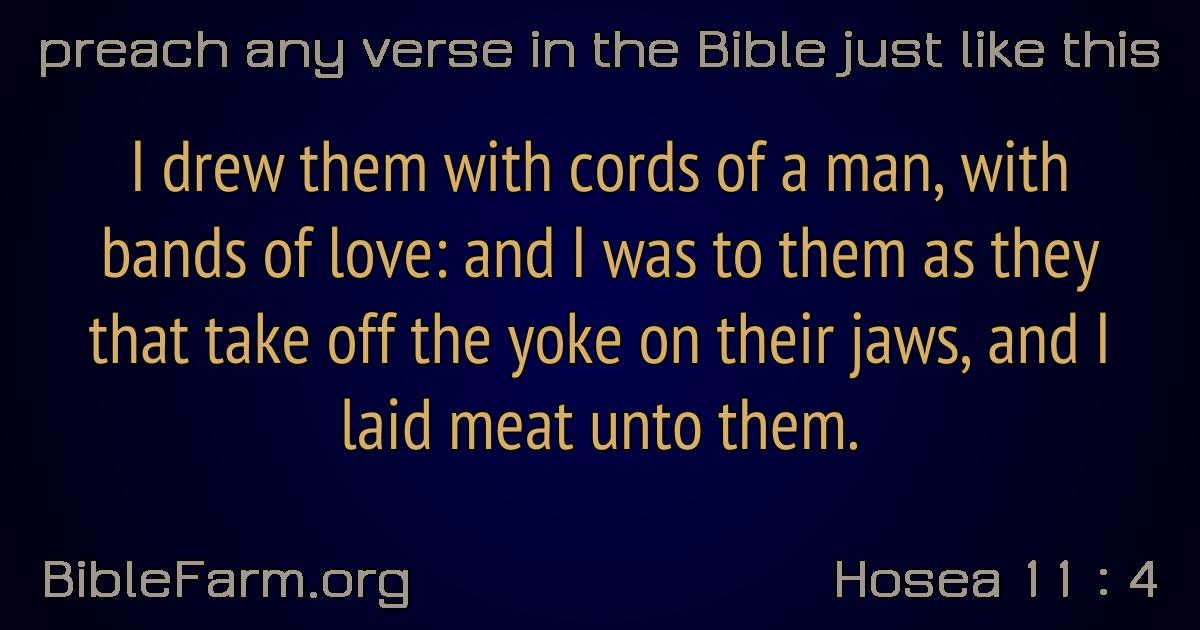 preach any verse in the Bible just like this
I drew them with cords of a man, with
bands of love: and I was to them as they
that take off the yoke on their jaws, and I
laid meat unto them.
BibleFarm.org
Hosea 11 : 4